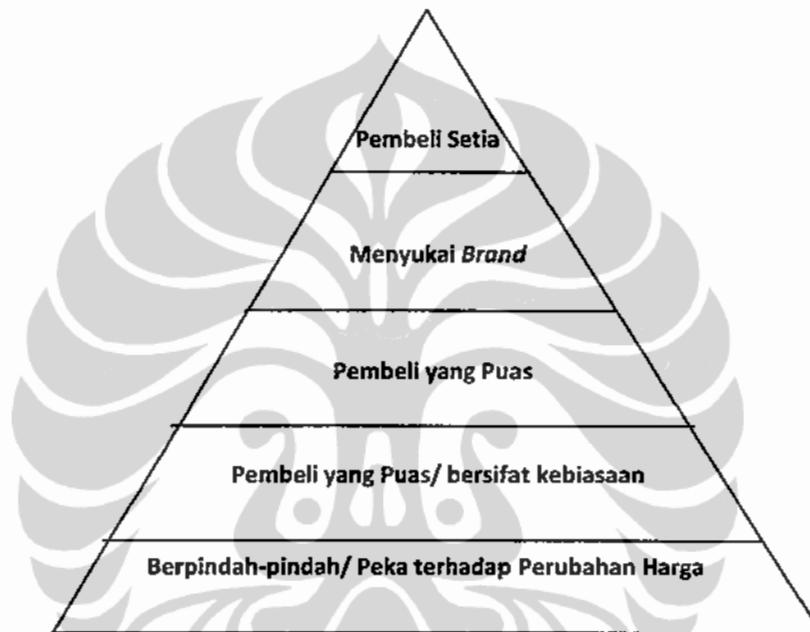 Pembeli Setia
Menyukai Brand
Pembeli yang Puas
Pembeli yang Puas/ bersifat kebiasaan
Berpindah-pindah/ Peka terhadap Perubahan Harga